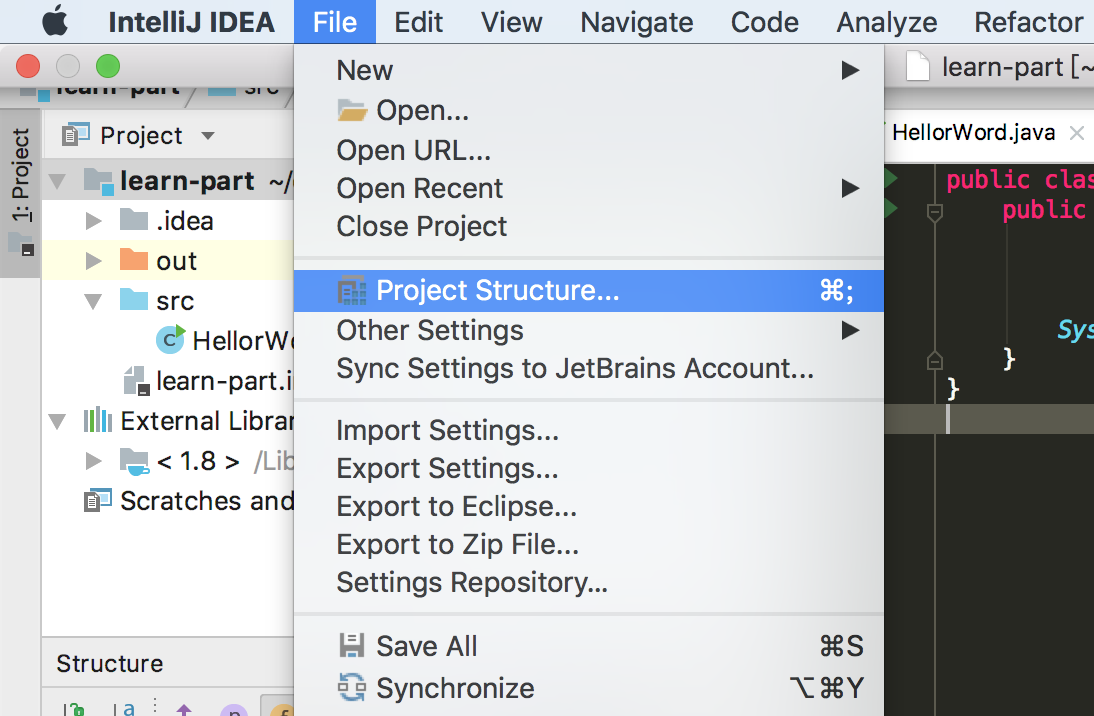 IntelliJ IDEA File Edit View Navigate Code Analyze Refactor
learn-part [~
learn-part src
1: Project
Project
learn-part ~/
.idea
out
src
HellorWo
learn-part.i
External Librar
< 1.8 > /Lib
Scratches and
Structure
New
Open...
Open URL...
Open Recent
Close Project
Project Structure... ⌘;
Other Settings
Sync Settings to JetBrains Account...
Import Settings...
Export Settings...
Export to Eclipse...
Export to Zip File...
Settings Repository...
Save All ⌘S
Synchronize ⌥⌘Y
HellorWord.java
public clas
public
Sys
}
}